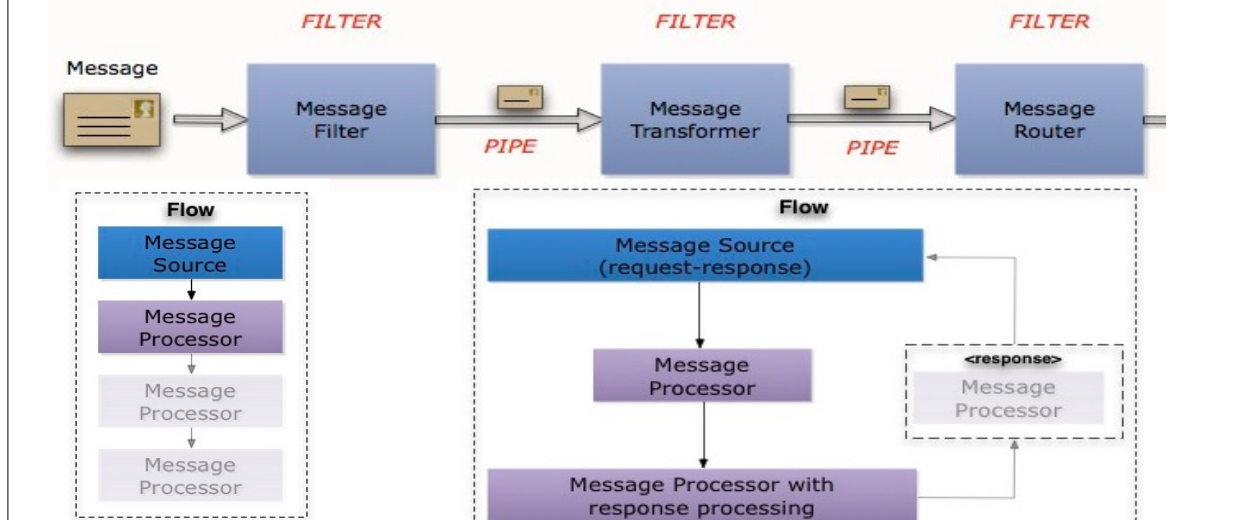 FILTER
FILTER
FILTER
Message
Message
Filter
Message
Transformer
Message
Router
PIPE
PIPE
Flow
Message
Source
Message
Processor
Message
Processor
Message
Processor
Flow
Message Source
(request-response)
Message
Processor
<response>
Message
Processor
Message Processor with
response processing